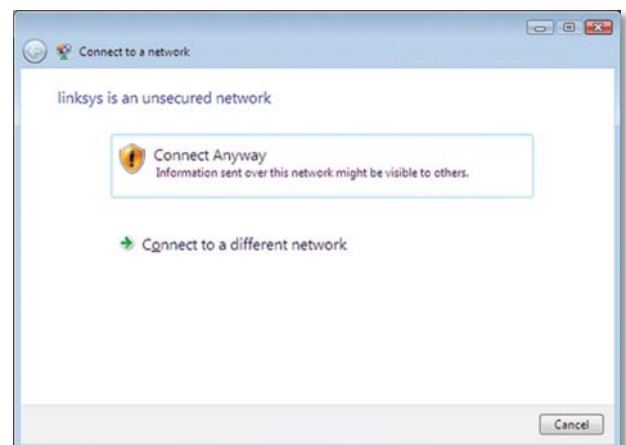 Connect to a network
linksys is an unsecured network
Connect Anyway
Information sent over this network might be visible to others.
Connect to a different network
Cancel